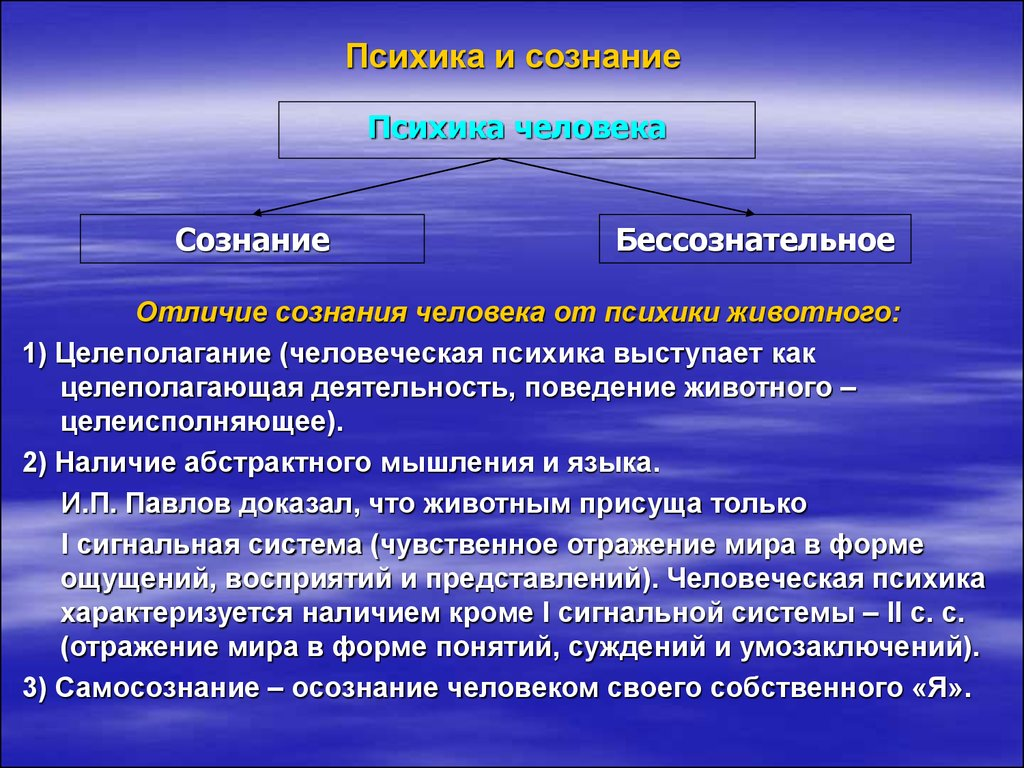 Психика и сознание
Психика человека
Сознание
Бессознательное
Отличие сознания человека от психики животного:
1) Целеполагание (человеческая психика выступает как
целеполагающая деятельность, поведение животного –
целеисполняющее).
2) Наличие абстрактного мышления и языка.
И.П. Павлов доказал, что животным присуща только
I сигнальная система (чувственное отражение мира в форме
ощущений, восприятий и представлений). Человеческая психика
характеризуется наличием кроме I сигнальной системы – II с. с.
(отражение мира в форме понятий, суждений и умозаключений).
3) Самосознание – осознание человеком своего собственного «Я».